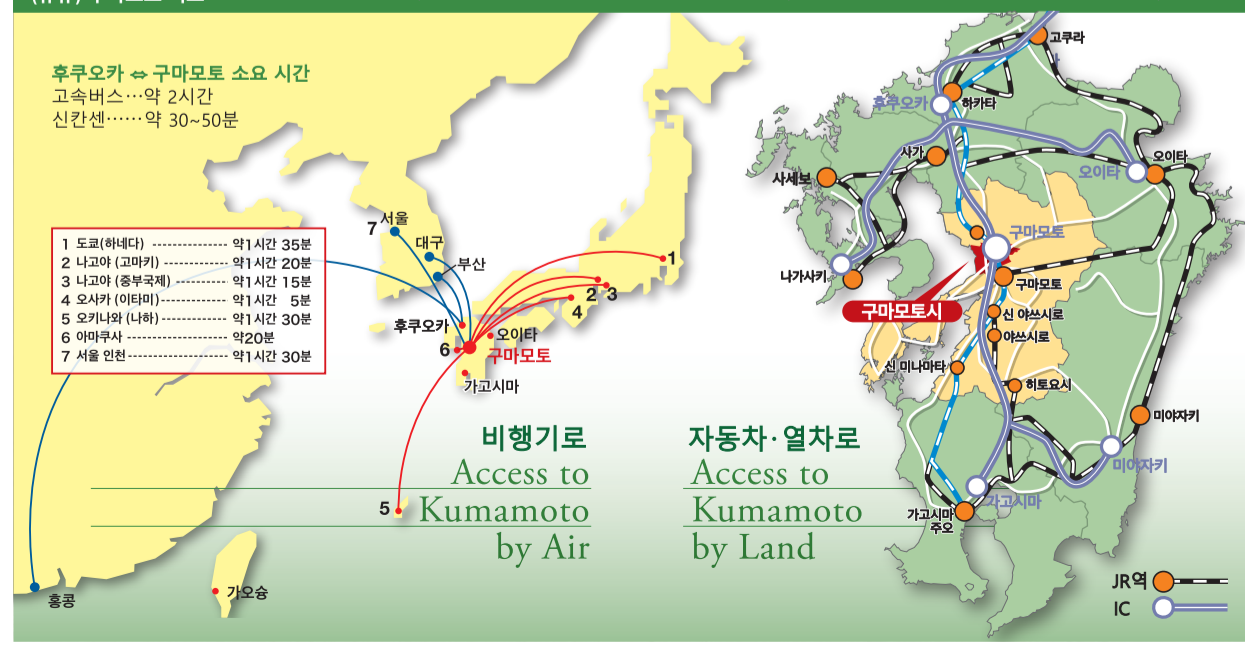 후쿠오카 ⇔ 구마모토 소요 시간
고속버스…약 2시간
신칸센……약 30~50분
1 도쿄(하네다) 약1시간 35분
2 나고야 (고마키) 약1시간 20분
3 나고야 (중부국제) 약1시간 15분
4 오사카 (이타미) 약1시간 5분
5 오키나와 (나하) 약1시간 30분
6 아마쿠사 약20분
7 서울 인천 약1시간 30분
서울
7
대구
부산
1
2
3
4
후쿠오카
오이타
6
구마모토
가고시마
5
홍콩
가오슝
비행기로
Access to
Kumamoto
by Air
자동차·열차로
Access to
Kumamoto
by Land
고쿠라
후쿠오카
하카타
사가
사세보
오이타
오이타
구마모토
나가사키
구마모토
구마모토시
신 야쓰시로
야쓰시로
신 미나마타
히토요시
미야자키
미야자키
가고시마
가고시마
주오
JR역
IC